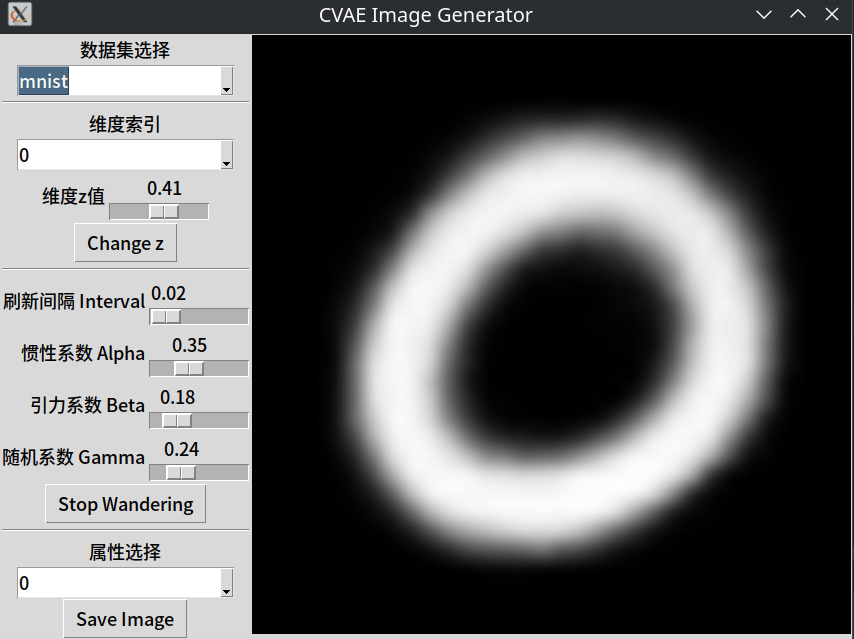 CVAE Image Generator
数据集选择
mnist
维度索引
0
0.41
维度z值
Change z
0.02
刷新间隔 Interval
0.35
惯性系数 Alpha
0.18
引力系数 Beta
0.24
随机系数 Gamma
Stop Wandering
属性选择
0
Save Image